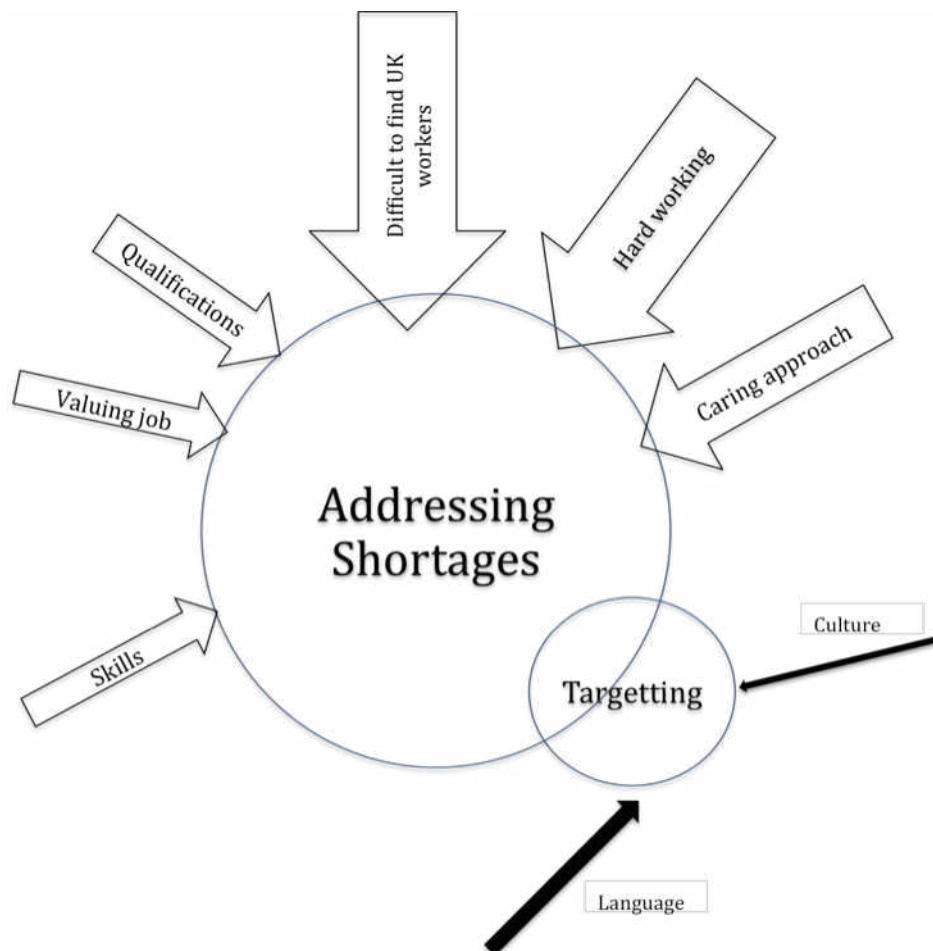 Difficult to find UK
workers
Hard working
Qualifications
Caring approach
Valuing job
Addressing
Shortages
Skills
Culture
Targetting
Language